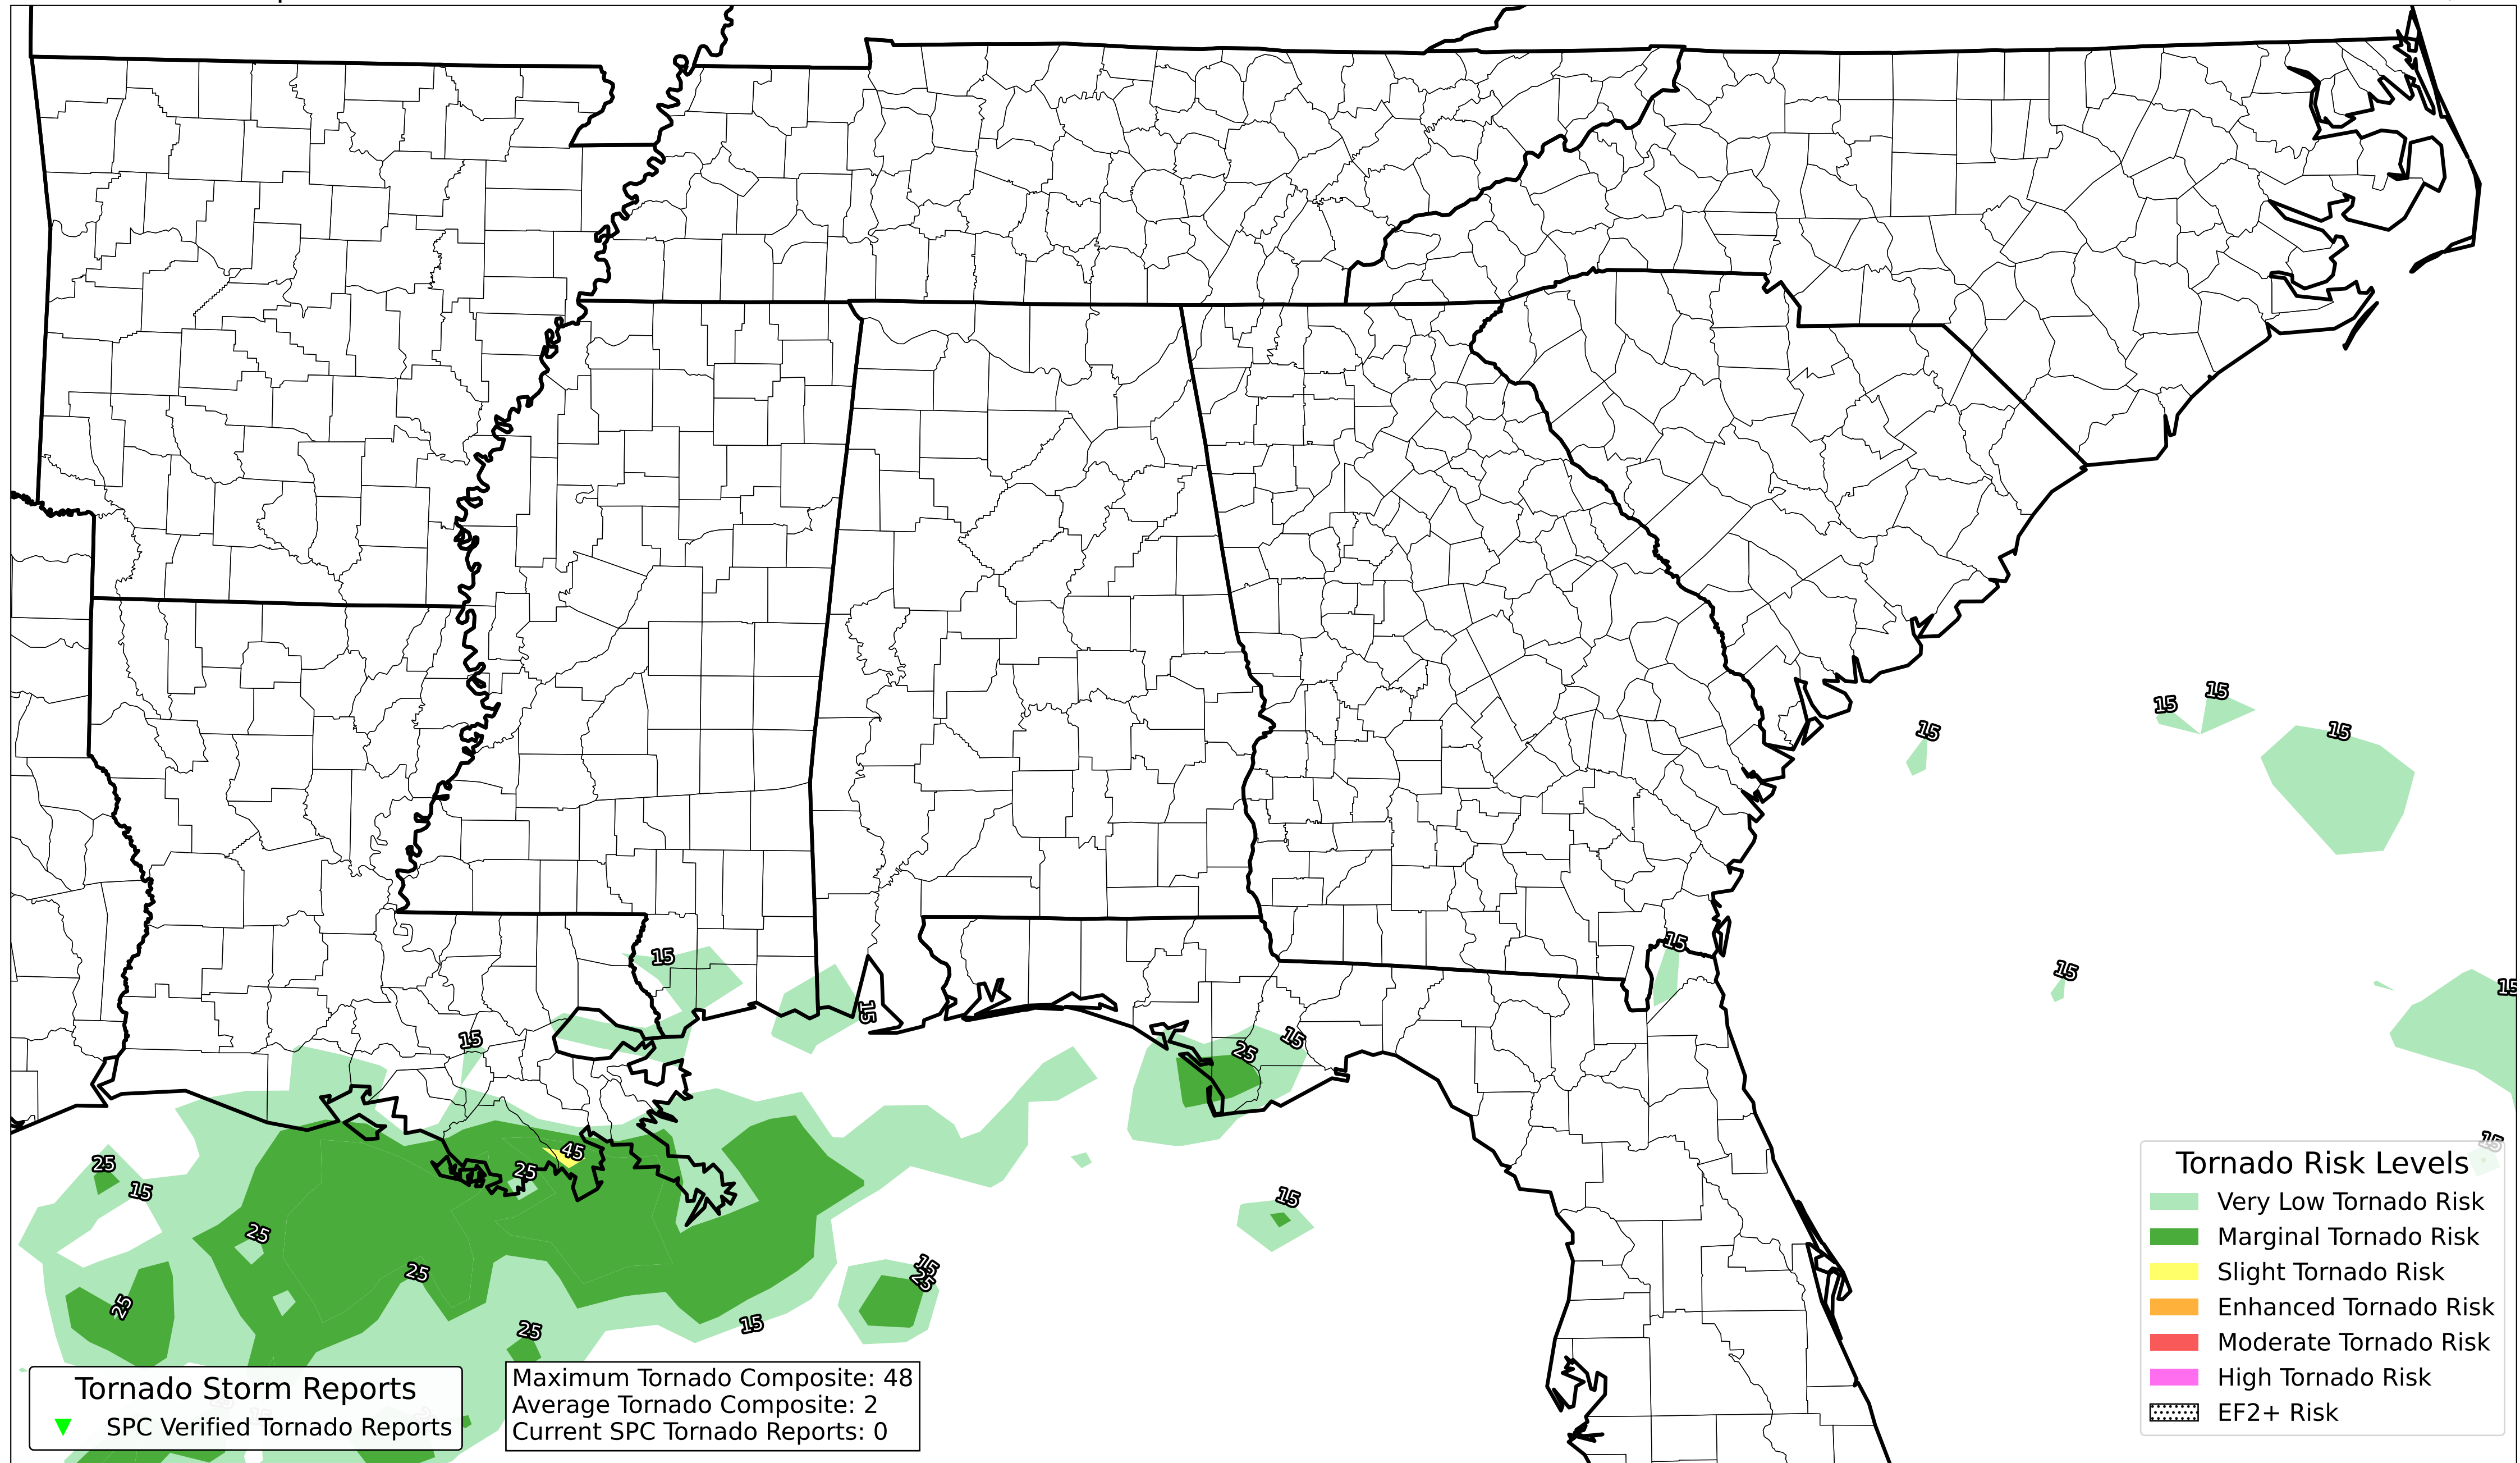 15
15
15
15
15
15
15
15
15
15
15
25
15
15
45
25
25
15
15
25
25
15
25
25
15
25
Tornado Risk Levels
Very Low Tornado Risk
Marginal Tornado Risk
Slight Tornado Risk
Enhanced Tornado Risk
Moderate Tornado Risk
High Tornado Risk
EF2+ Risk
Tornado Storm Reports
SPC Verified Tornado Reports
Maximum Tornado Composite: 48
Average Tornado Composite: 2
Current SPC Tornado Reports: 0